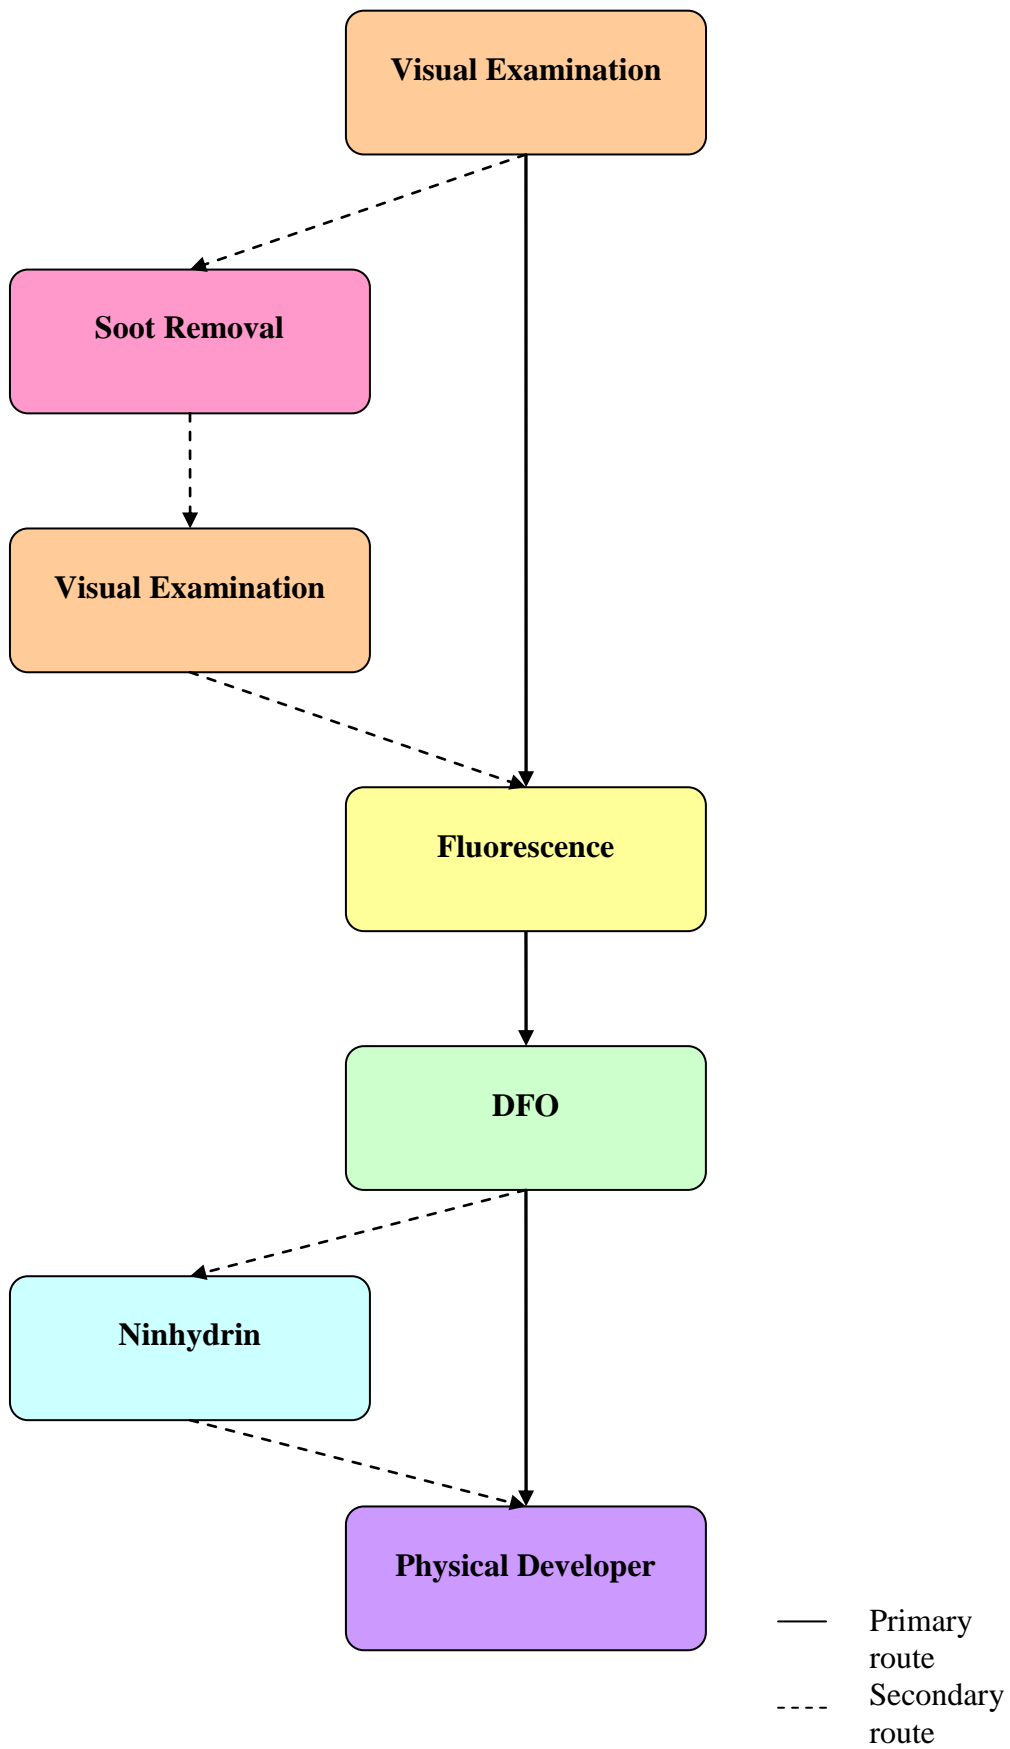 Visual Examination
Soot Removal
Visual Examination
Fluorescence
DFO
Ninhydrin
Physical Developer
Primary
route
Secondary
route